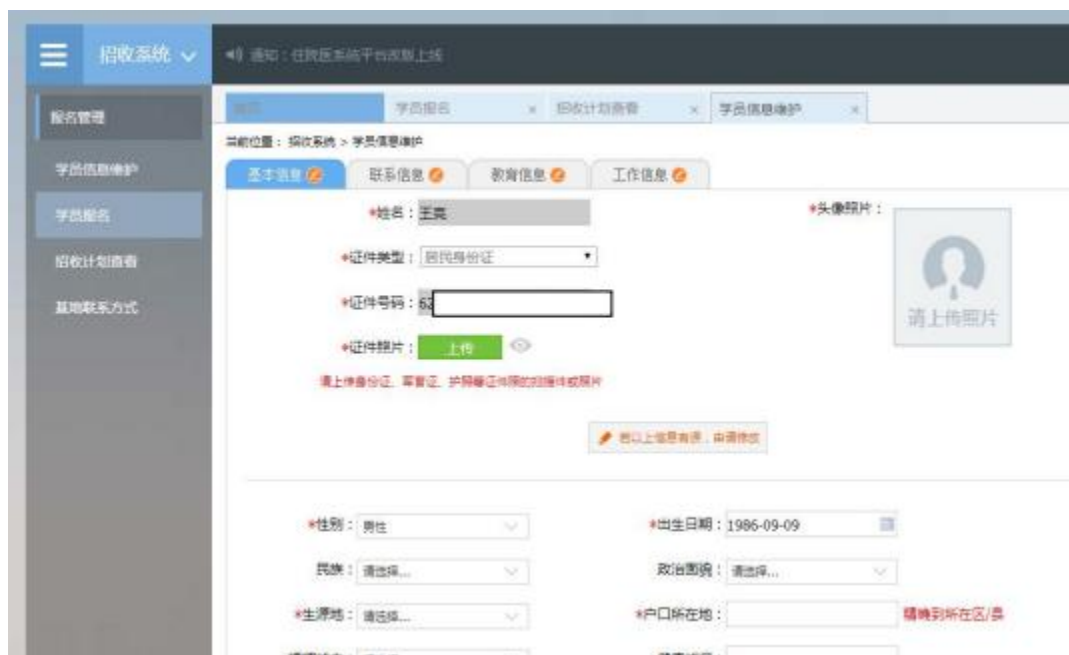 招收系统
通知：住院医系统平台改版上线
报名管理
学员信息维护
学员报名
招收计划查看
基地联系方式
首页
学员报名 ×
招收计划查看 ×
学员信息维护 ×
当前位置： 招收系统 > 学员信息维护
基本信息
联系信息
教育信息
工作信息
*姓名：王亮
*头像照片：
请上传照片
*证件类型：居民身份证
*证件号码：62
*证件照片：上传
请上传身份证、军官证、护照等证件照的扫描件或照片
若以上信息有误，申请修改
*性别：男性
*出生日期：1986-09-09
民族：请选择...
政治面貌：请选择...
*生源地：请选择...
*户口所在地：
精确到所在区/县